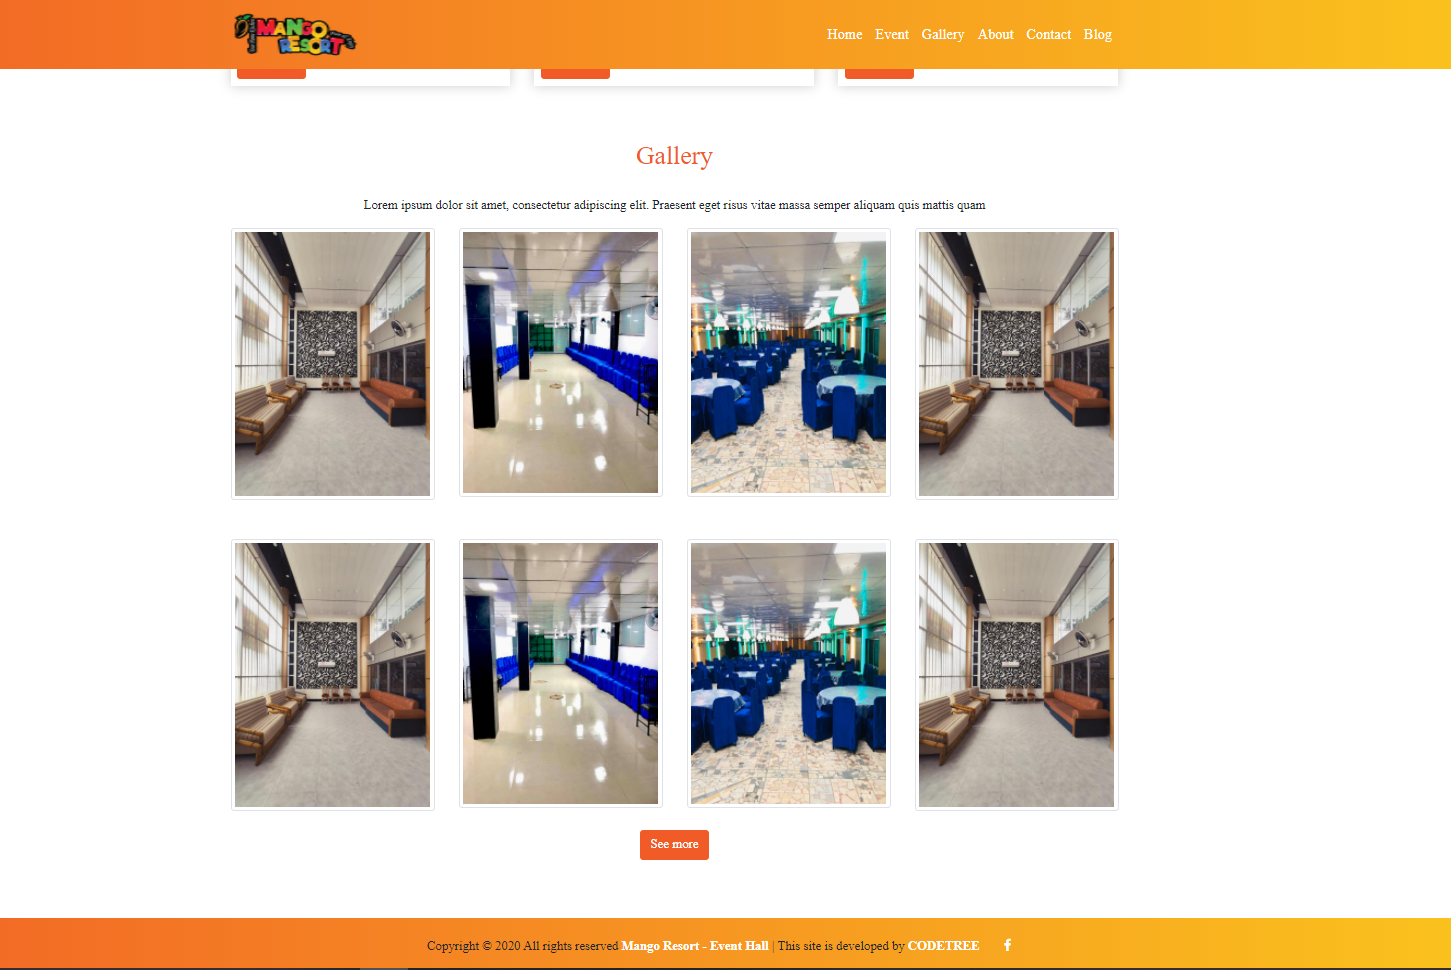 MANGO
RESORT
Home Event Gallery About Contact Blog
Gallery
Lorem ipsum dolor sit amet, consectetur adipiscing elit. Praesent eget risus vitae massa semper aliquam quis mattis quam
See more
Copyright © 2020 All rights reserved Mango Resort - Event Hall | This site is developed by CODETREE